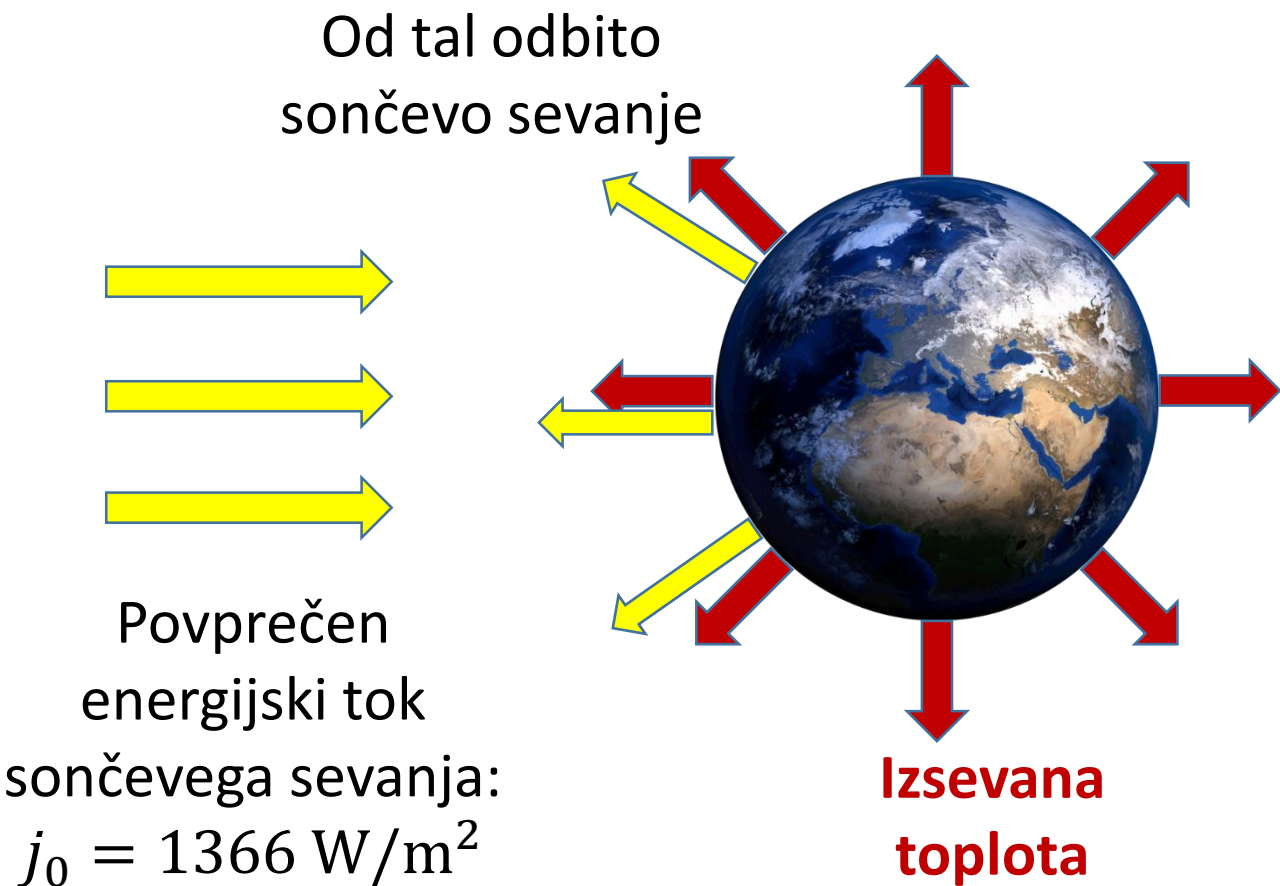 Od tal odbito
sončevo sevanje
Povprečen
energijski tok
sončevega sevanja:
j₀ = 1366 W/m²
Izsevana
toplota